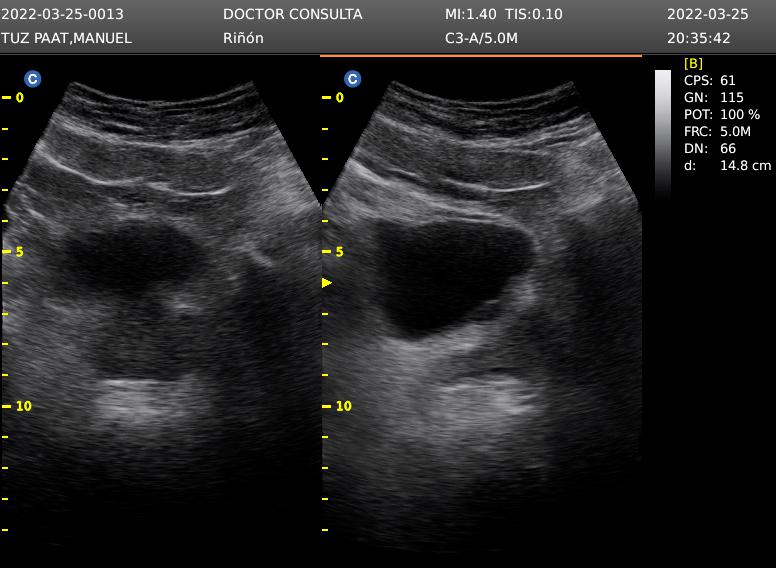 2022-03-25-0013 DOCTOR CONSULTA MI:1.40 TIS:0.10 2022-03-25
TUZ PAAT,MANUEL Riñón C3-A/5.0M 20:35:42
[B]
C C
CPS: 61
0 0
GN: 115
POT: 100 %
FRC: 5.0M
DN: 66
d: 14.8 cm
5 5
10 10